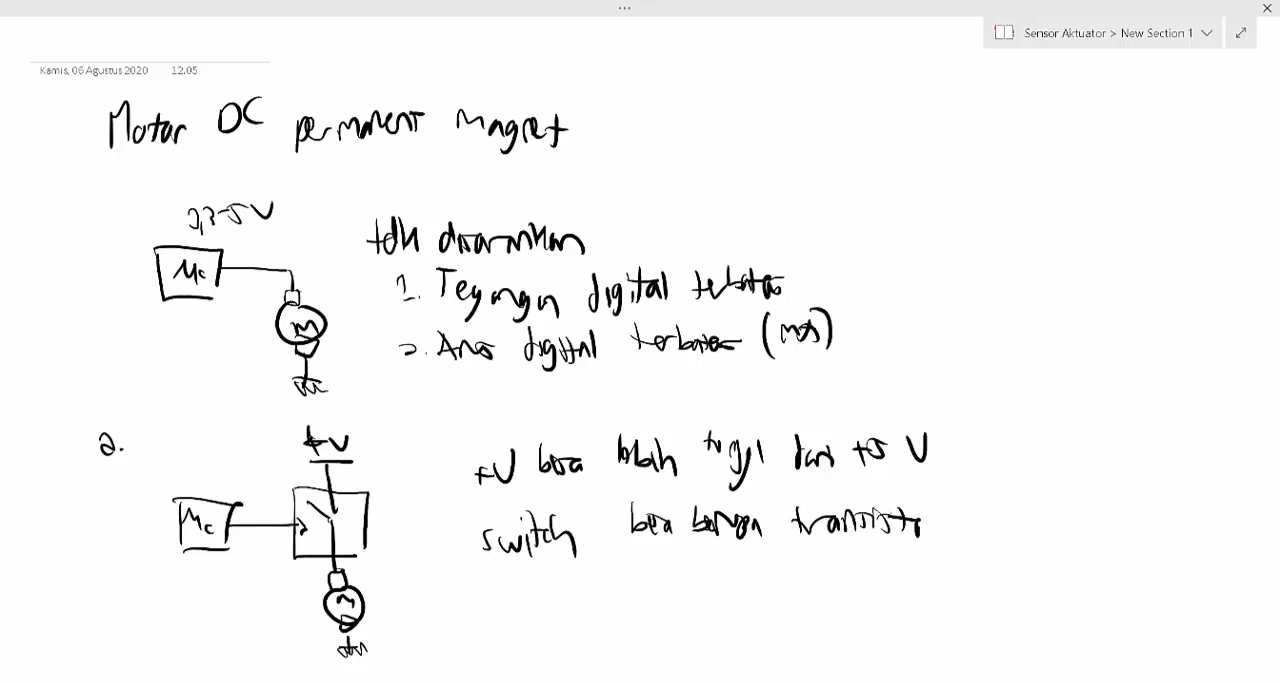 Sensor Aktuator > New Section 1
Kamis, 06 Agustus 2020 12.05
Motor DC permanent magnet
3,3-5 V
tdk disarankan
Mc
1. Tegangan digital terbatas
M
2. Arus digital terbatas (mA)
2.
+V
+V bisa lebih tinggi dari +5 V
Mc
switch bisa berupa transistor
M